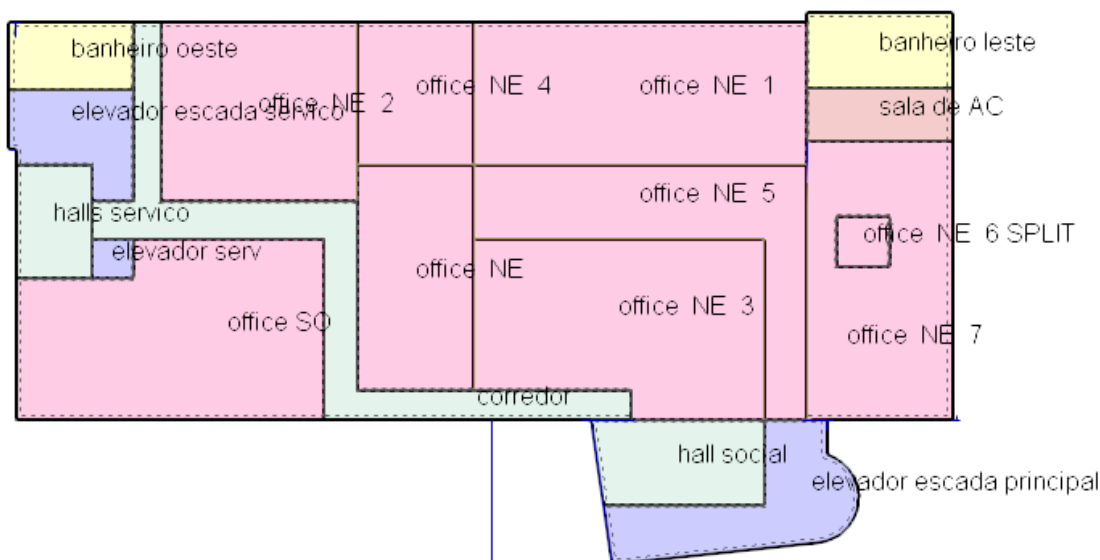 banheiro oeste
banheiro leste
office NE 4
office NE 1
office NE 2
elevador escada servico
sala de AC
office NE 5
halls servico
office NE 6 SPLIT
elevador serv
office NE
office NE 3
office SO
office NE 7
corredor
hall social
elevador escada principal